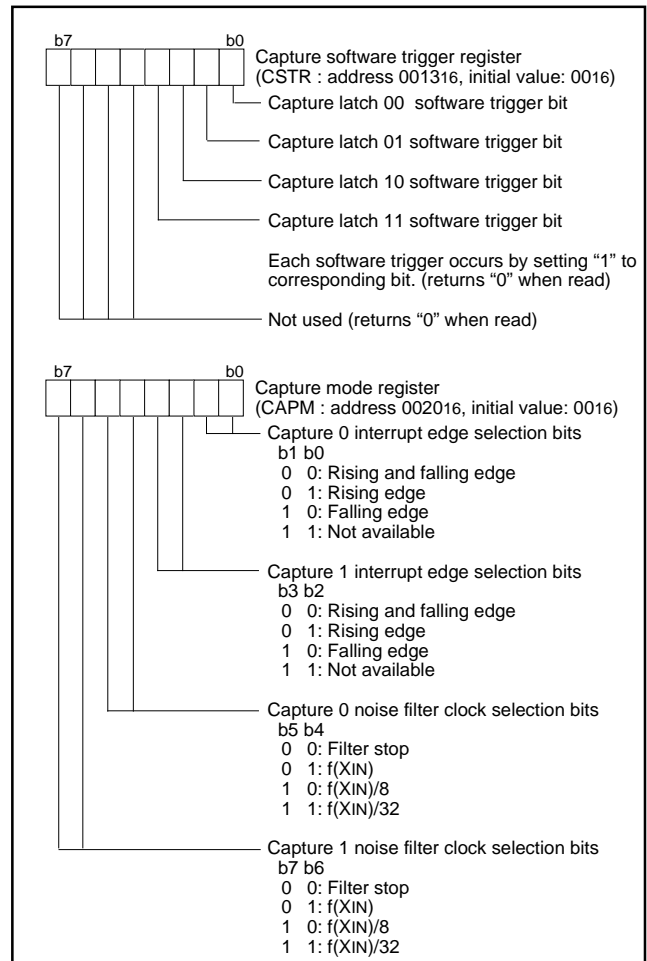 b7 b0
Capture software trigger register
(CSTR : address 001316, initial value: 0016)
Capture latch 00 software trigger bit
Capture latch 01 software trigger bit
Capture latch 10 software trigger bit
Capture latch 11 software trigger bit
Each software trigger occurs by setting “1” to
corresponding bit. (returns “0” when read)
Not used (returns “0” when read)
b7 b0
Capture mode register
(CAPM : address 002016, initial value: 0016)
Capture 0 interrupt edge selection bits
b1 b0
0 0: Rising and falling edge
0 1: Rising edge
1 0: Falling edge
1 1: Not available
Capture 1 interrupt edge selection bits
b3 b2
0 0: Rising and falling edge
0 1: Rising edge
1 0: Falling edge
1 1: Not available
Capture 0 noise filter clock selection bits
b5 b4
0 0: Filter stop
0 1: f(XIN)
1 0: f(XIN)/8
1 1: f(XIN)/32
Capture 1 noise filter clock selection bits
b7 b6
0 0: Filter stop
0 1: f(XIN)
1 0: f(XIN)/8
1 1: f(XIN)/32